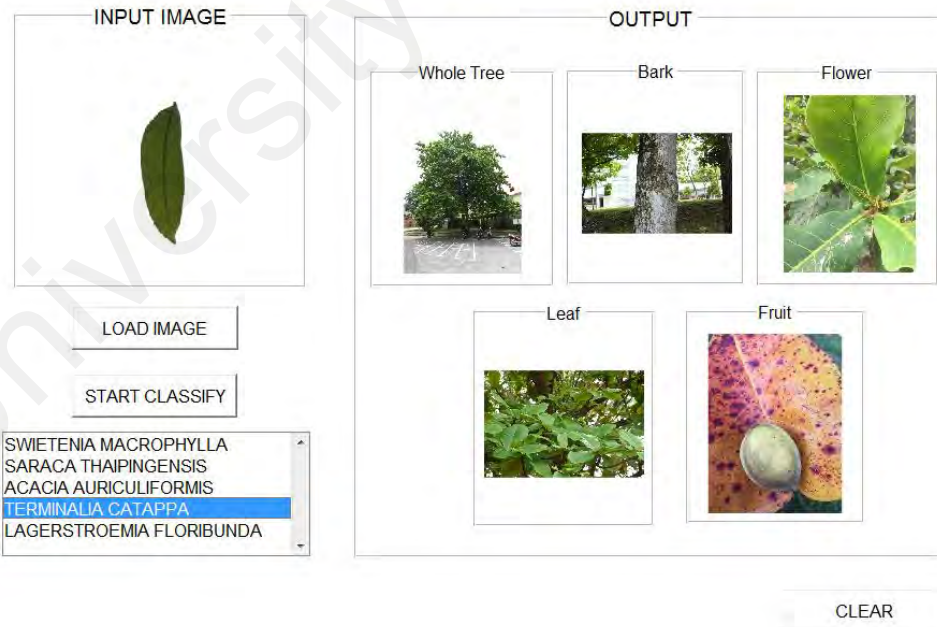 INPUT IMAGE
OUTPUT
Whole Tree
Bark
Flower
Leaf
Fruit
LOAD IMAGE
START CLASSIFY
SWIETENIA MACROPHYLLA
SARACA THAIPINGENSIS
ACACIA AURICULIFORMIS
TERMINALIA CATAPPA
LAGERSTROEMIA FLORIBUNDA
CLEAR